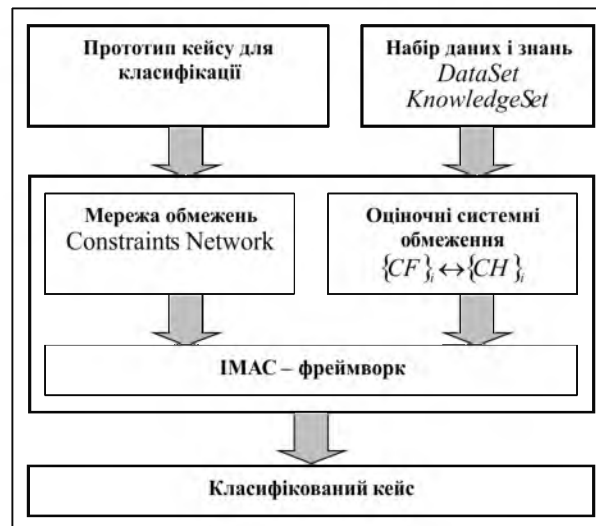 Прототип кейсу для
класифікації
Набір даних і знань
DataSet
KnowledgeSet
Мережа обмежень
Constraints Network
Оціночні системні
обмеження
{CF}i↔{CH}i
ІМАС – фреймворк
Класифікований кейс